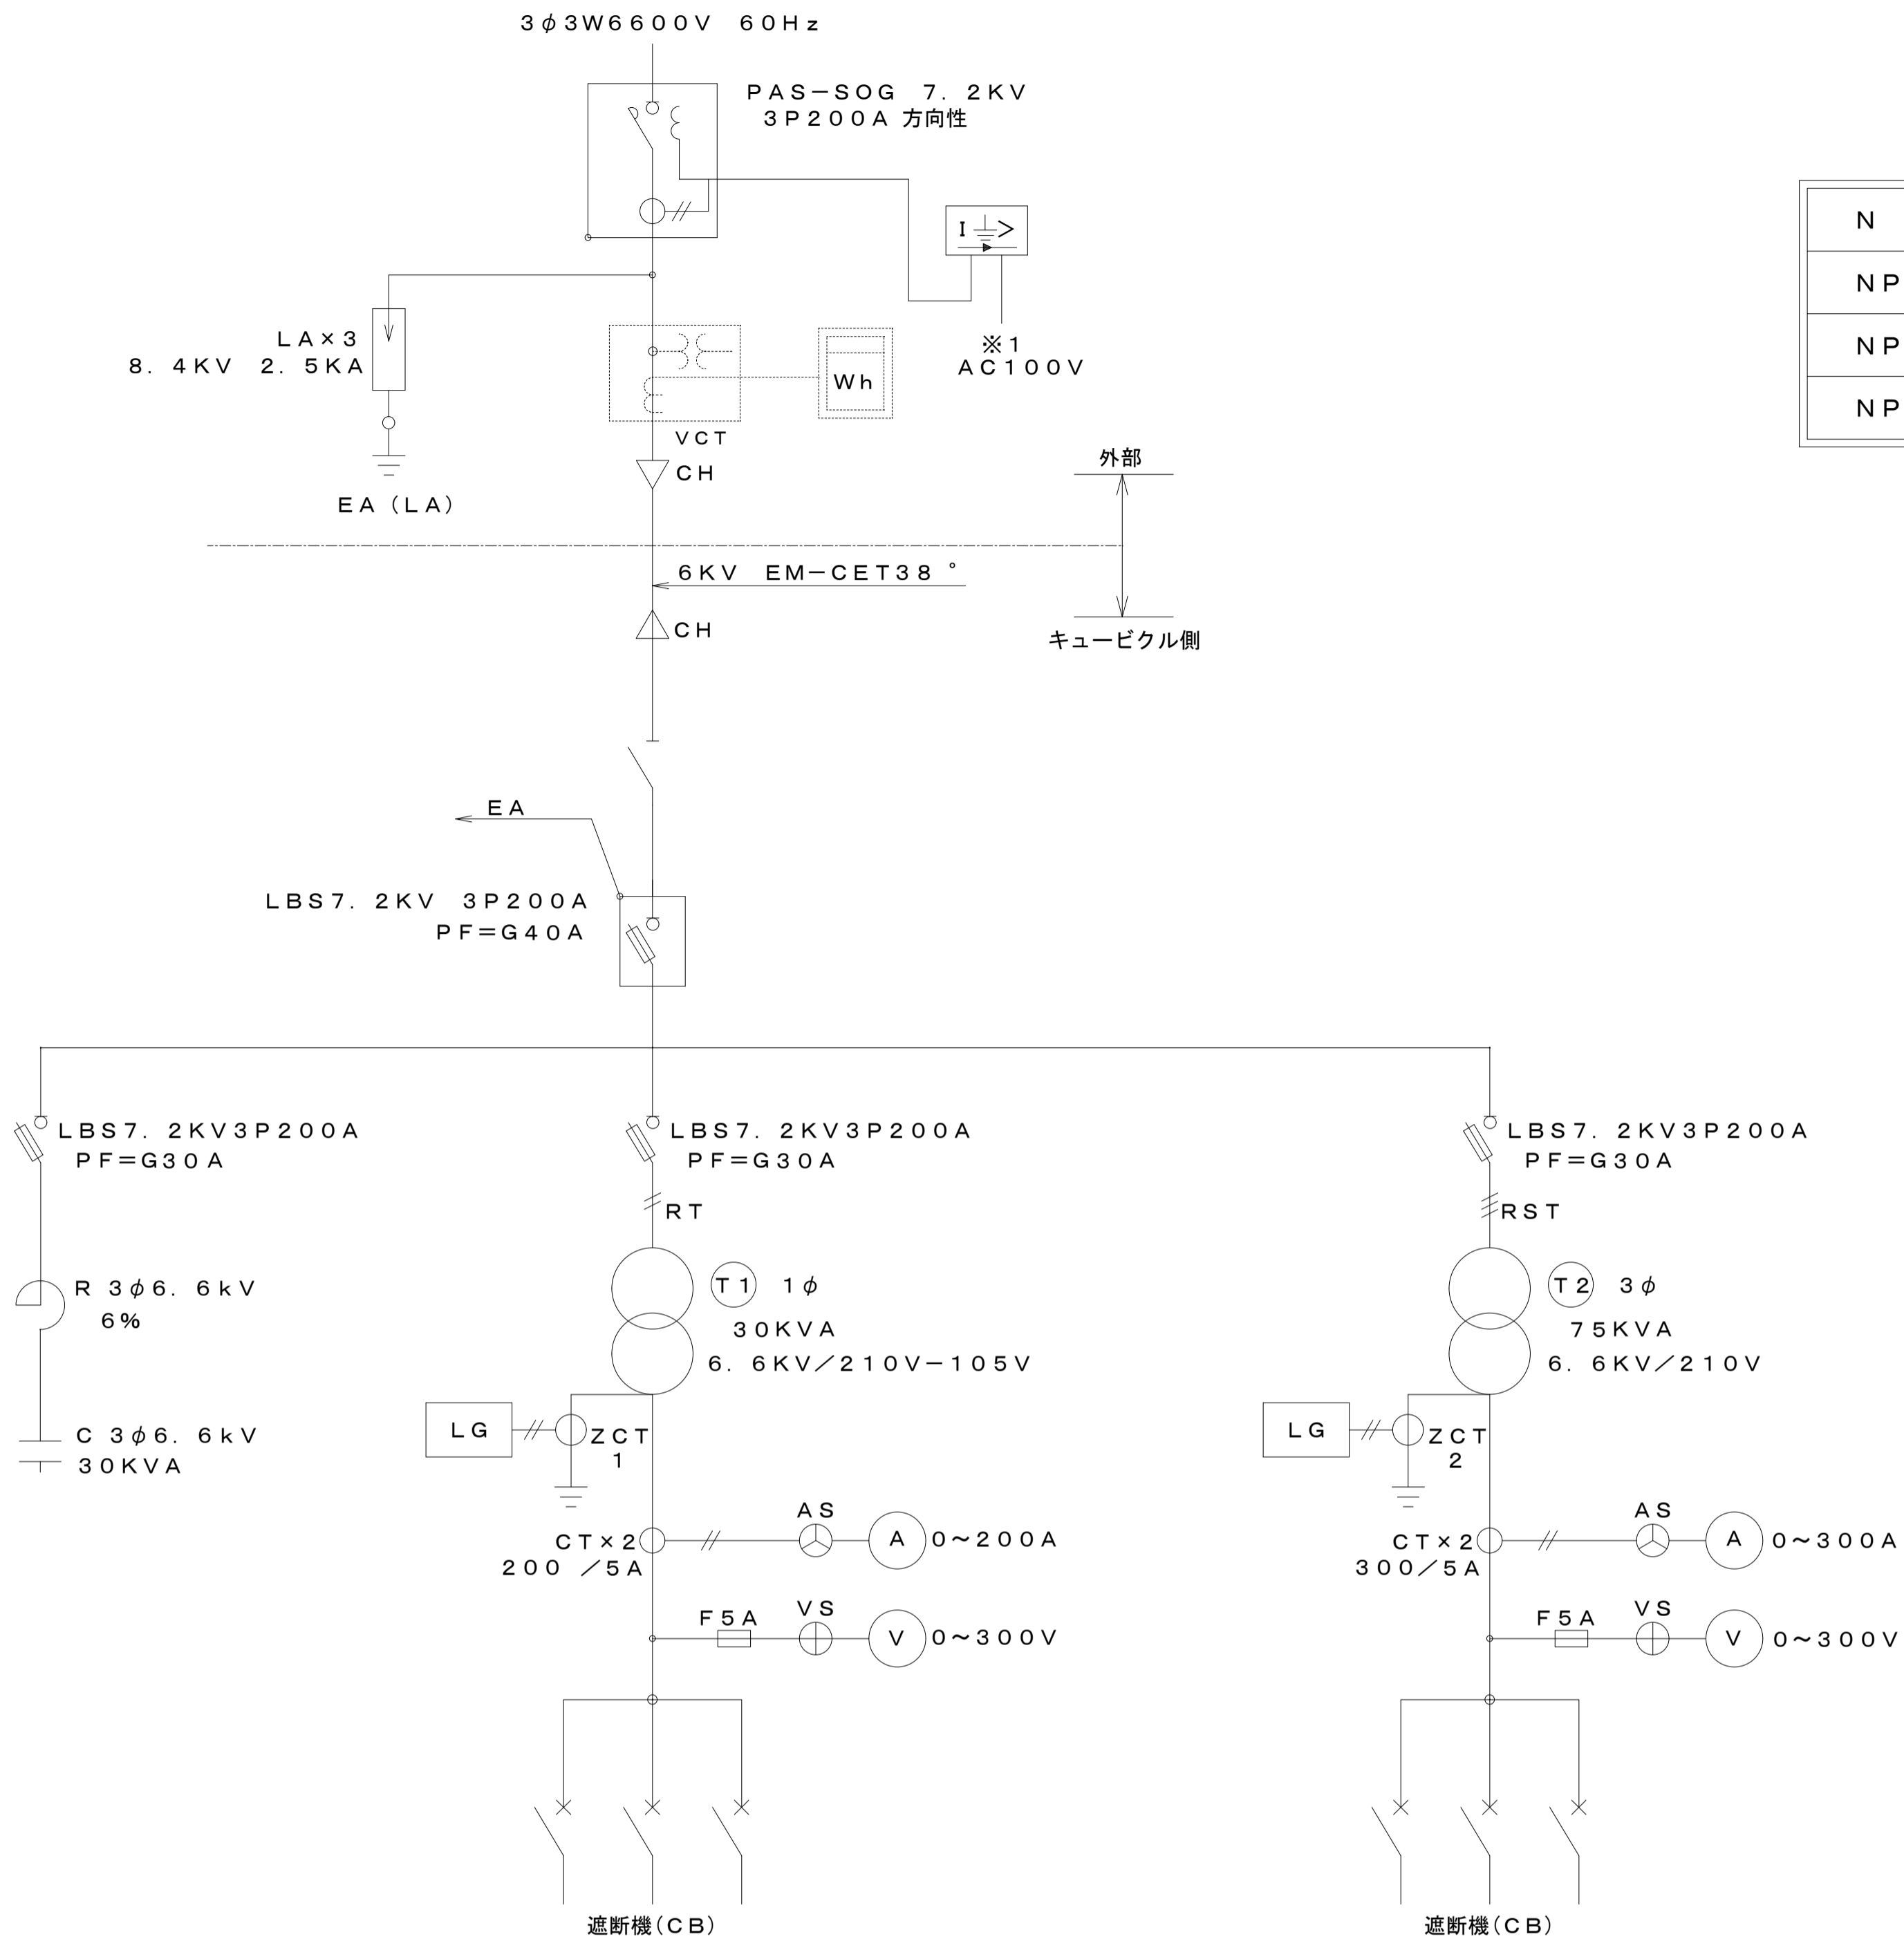 ３φ３Ｗ６６００Ｖ　６０Ｈｚ
ＰＡＳ－ＳＯＧ　７．２ＫＶ
３Ｐ２００Ａ 方向性
Ｉ ＞
※１
ＡＣ１００Ｖ
ＬＡ×３
８．４ＫＶ　２．５ＫＡ
ＥＡ（ＬＡ）
Ｗｈ
ＶＣＴ
ＣＨ
外部
６ＫＶ　ＥＭ－ＣＥＴ３８゜
ＣＨ
キュービクル側
Ｎ
ＮＰ
ＮＰ
ＮＰ
ＥＡ
ＬＢＳ７．２ＫＶ　３Ｐ２００Ａ
ＰＦ＝Ｇ４０Ａ
ＬＢＳ７．２ＫＶ３Ｐ２００Ａ
ＰＦ＝Ｇ３０Ａ
Ｒ ３φ６．６ｋＶ
６％
Ｃ ３φ６．６ｋＶ
３０ＫＶＡ
ＬＢＳ７．２ＫＶ３Ｐ２００Ａ
ＰＦ＝Ｇ３０Ａ
ＲＴ
Ｔ１　１φ
３０ＫＶＡ
６．６ＫＶ／２１０Ｖ－１０５Ｖ
ＬＧ
ＺＣＴ
１
ＣＴ×２
２００ ／５Ａ
ＡＳ
Ａ
０～２００Ａ
Ｆ５Ａ
ＶＳ
Ｖ
０～３００Ｖ
遮断機（ＣＢ）
ＬＢＳ７．２ＫＶ３Ｐ２００Ａ
ＰＦ＝Ｇ３０Ａ
ＲＳＴ
Ｔ２　３φ
７５ＫＶＡ
６．６ＫＶ／２１０Ｖ
ＬＧ
ＺＣＴ
２
ＣＴ×２
３００／５Ａ
ＡＳ
Ａ
０～３００Ａ
Ｆ５Ａ
ＶＳ
Ｖ
０～３００Ｖ
遮断機（ＣＢ）